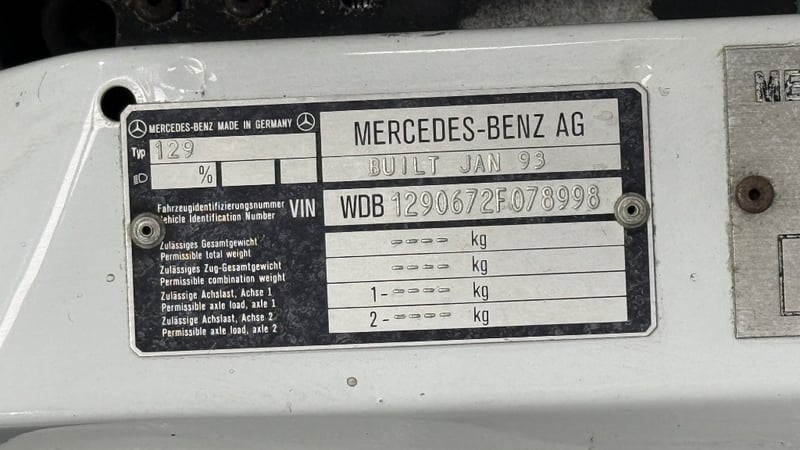 MERCEDES-BENZ MADE IN GERMANY
MERCEDES-BENZ AG
Typ 129
BUILT JAN 93
%
Fahrzeugidentifizierungsnummer
Vehicle Identification Number
VIN
WDB 1290672F078998
Zulässiges Gesamtgewicht
Permissible total weight
---- kg
Zulässiges Zug-Gesamtgewicht
Permissible combination weight
---- kg
Zulässige Achslast, Achse 1
Permissible axle load, axle 1
1- ---- kg
Zulässige Achslast, Achse 2
Permissible axle load, axle 2
2- ---- kg